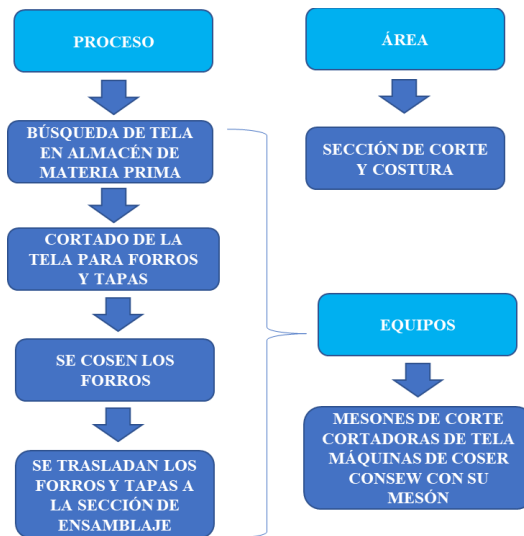 PROCESO
BÚSQUEDA DE TELA
EN ALMACÉN DE
MATERIA PRIMA
CORTADO DE LA
TELA PARA FORROS
Y TAPAS
SE COSEN LOS
FORROS
SE TRASLADAN LOS
FORROS Y TAPAS A
LA SECCIÓN DE
ENSAMBLAJE
ÁREA
SECCIÓN DE CORTE
Y COSTURA
EQUIPOS
MESONES DE CORTE
CORTADORAS DE TELA
MÁQUINAS DE COSER
CONSEW CON SU
MESÓN